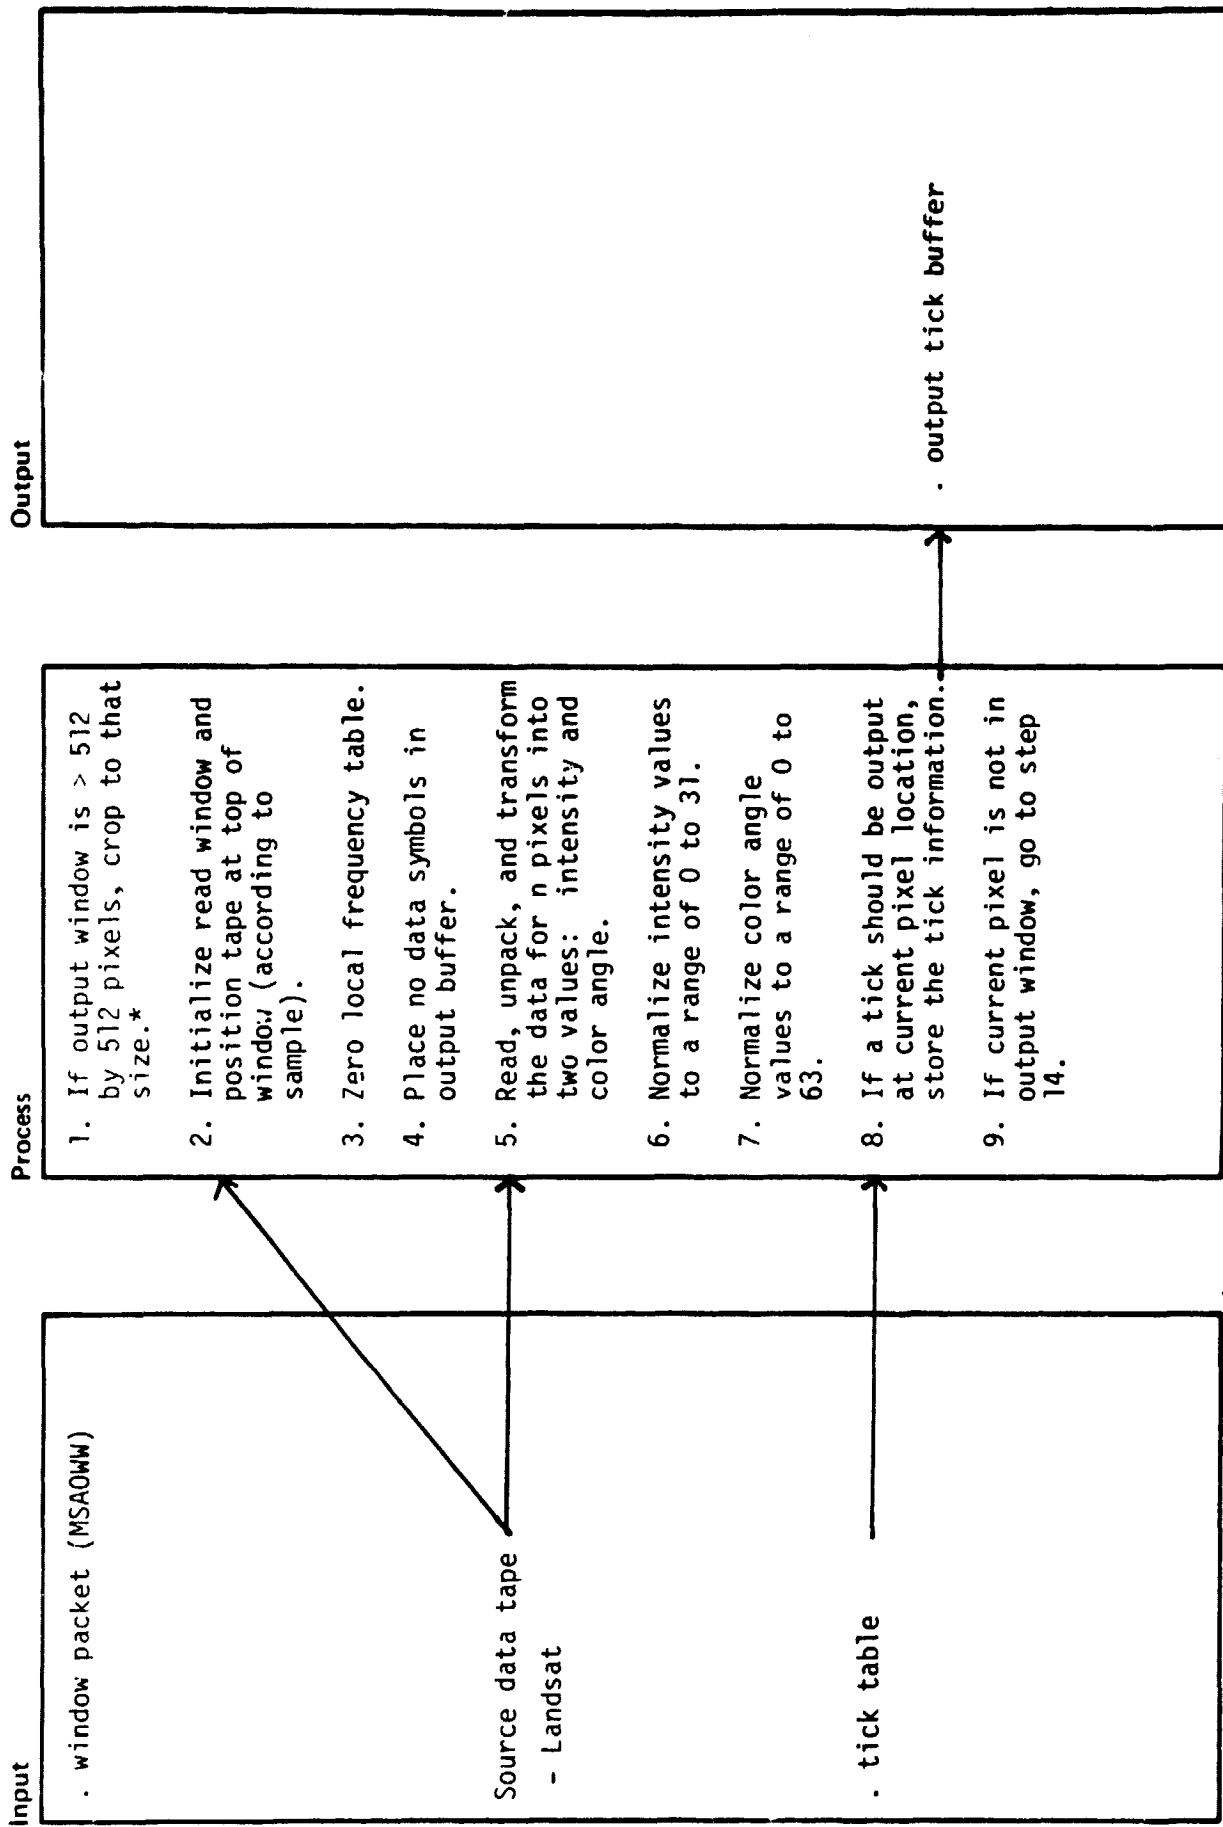 Input
. window packet (MSAOWW)
Source data tape
- Landsat
. tick table
Process
1. If output window is > 512
by 512 pixels, crop to that
size.*
2. Initialize read window and
position tape at top of
window (according to
sample).
3. Zero local frequency table.
4. Place no data symbols in
output buffer.
5. Read, unpack, and transform
the data for n pixels into
two values: intensity and
color angle.
6. Normalize intensity values
to a range of 0 to 31.
7. Normalize color angle
values to a range of 0 to
63.
8. If a tick should be output
at current pixel location,
store the tick information.
9. If current pixel is not in
output window, go to step
14.
Output
. output tick buffer